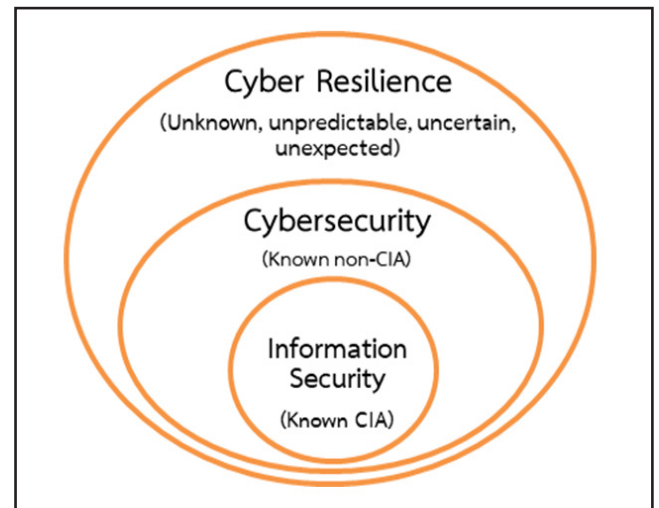 Cyber Resilience
(Unknown, unpredictable, uncertain,
unexpected)
Cybersecurity
(Known non-CIA)
Information
Security
(Known CIA)